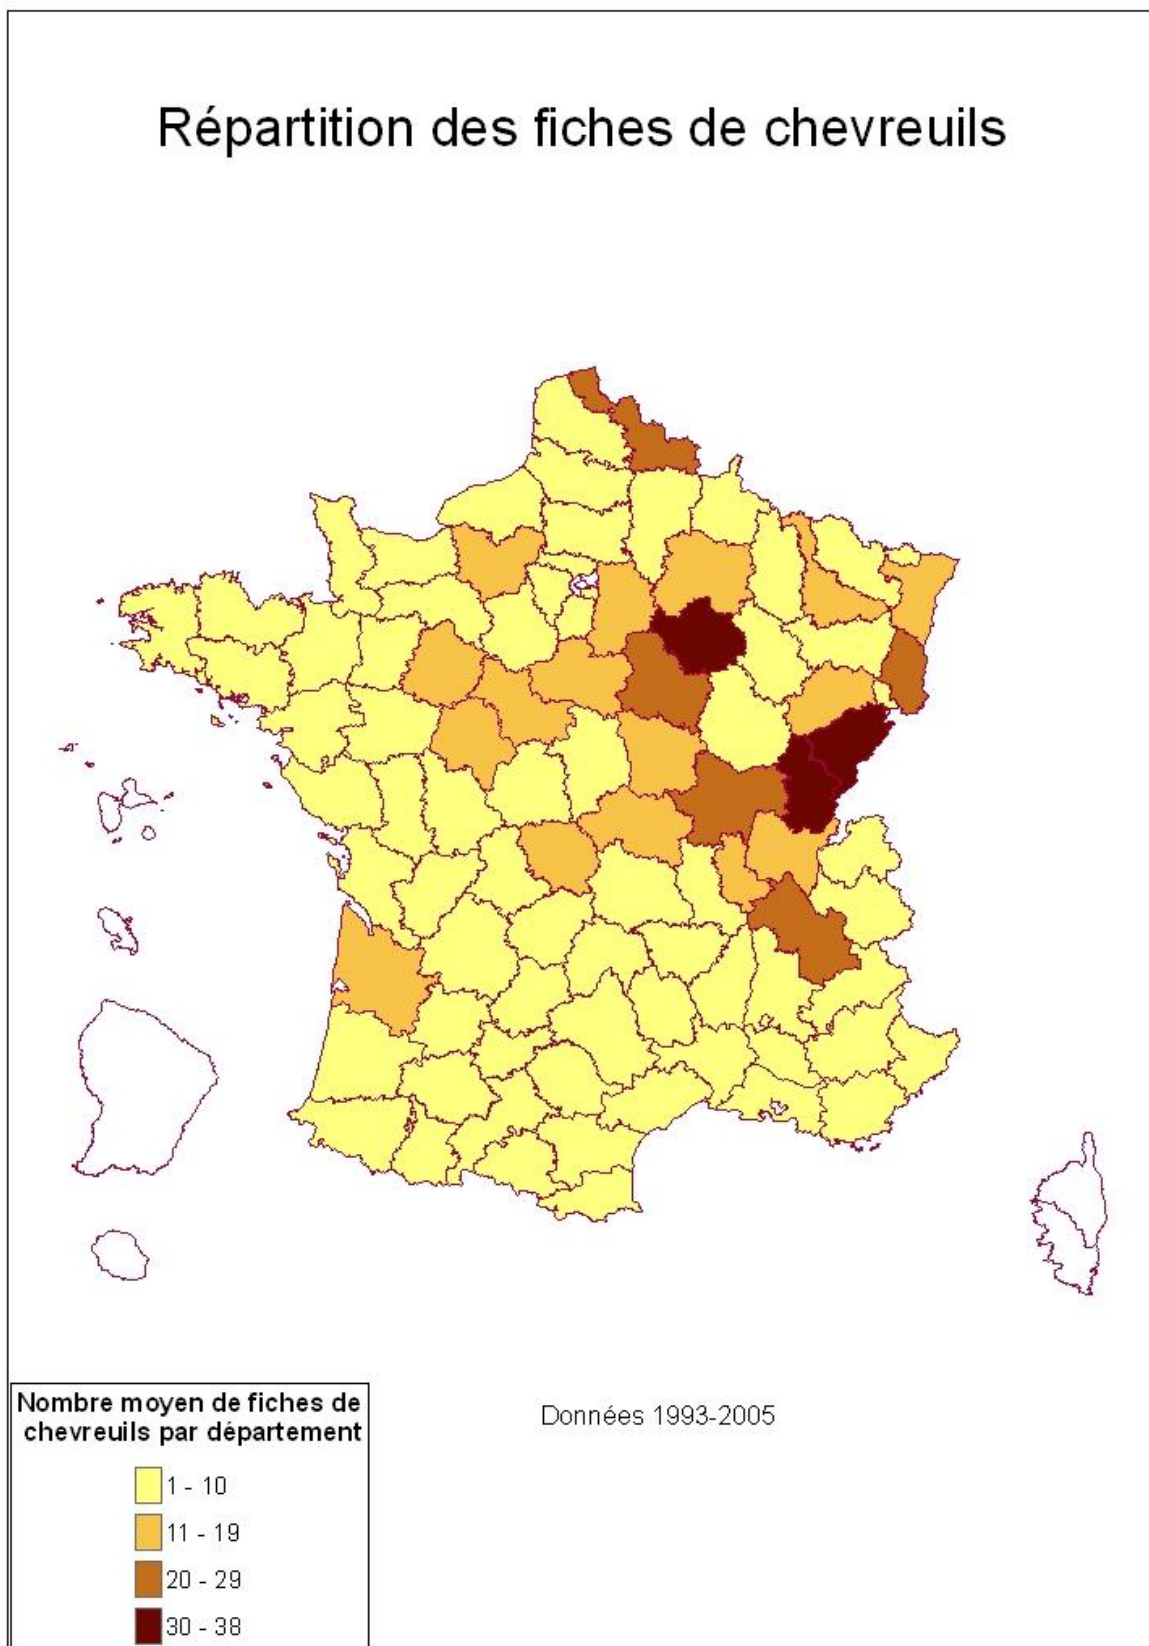 Répartition des fiches de chevreuils
Nombre moyen de fiches de
chevreuils par département
1 - 10
11 - 19
20 - 29
30 - 38
Données 1993-2005